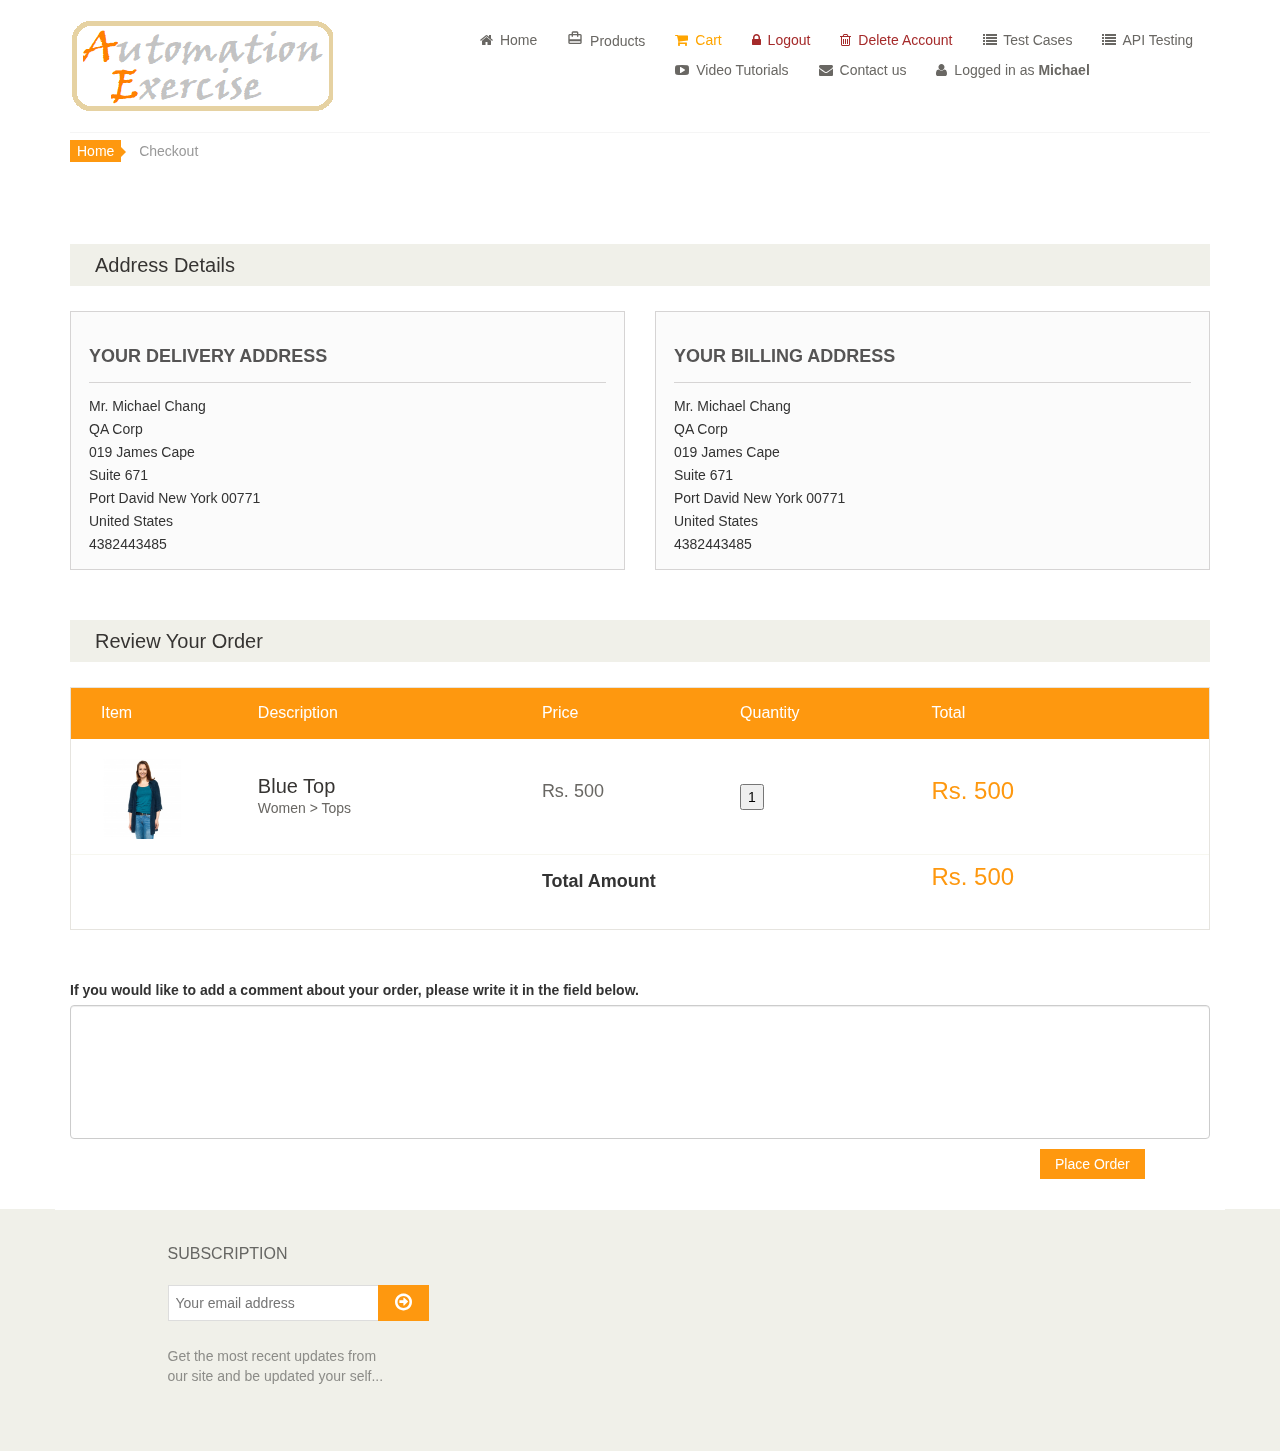 Automation
Exercise
Home
Products
Cart
Logout
Delete Account
Test Cases
API Testing
Video Tutorials
Contact us
Logged in as Michael
Home
Checkout
Address Details
YOUR DELIVERY ADDRESS
Mr. Michael Chang
QA Corp
019 James Cape
Suite 671
Port David New York 00771
United States
4382443485
YOUR BILLING ADDRESS
Mr. Michael Chang
QA Corp
019 James Cape
Suite 671
Port David New York 00771
United States
4382443485
Review Your Order
Item Description Price Quantity Total
Blue Top
Women > Tops
Rs. 500
1
Rs. 500
Total Amount
Rs. 500
If you would like to add a comment about your order, please write it in the field below.
Place Order
SUBSCRIPTION
Your email address
Get the most recent updates from
our site and be updated your self...